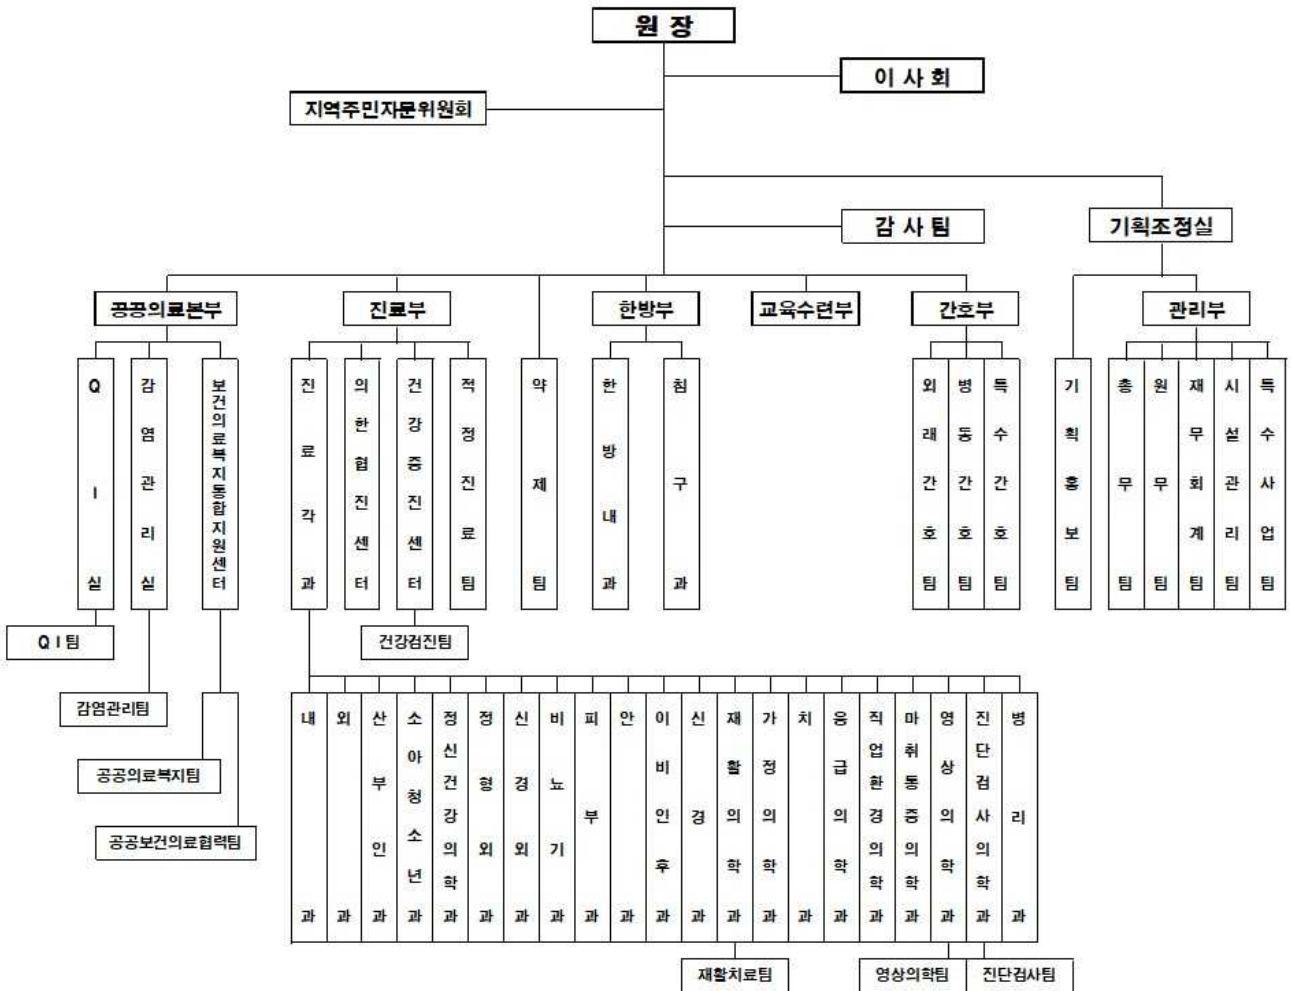 원 장
이 사 회
지역주민자문위원회
감 사 팀
기획조정실
공공의료본부
진료부
한방부
교육수련부
간호부
관리부
QI실
감염관리실
보건의료복지통합지원센터
진료각과
의한협진센터
건강증진센터
적정진료팀
약제팀
한방내과
침구과
외래간호팀
병동간호팀
특수간호팀
기획홍보팀
총무팀
원무팀
재무회계팀
시설관리팀
특수사업팀
QI팀
건강검진팀
감염관리팀
공공의료복지팀
공공보건의료협력팀
내과
외과
산부인과
소아청소년과
정신건강의학과
정형외과
신경외과
비뇨기과
피부과
안과
이비인후과
신경과
재활의학과
가정의학과
치과
응급의학과
직업환경의학과
마취통증의학과
영상의학과
진단검사의학과
병리과
재활치료팀
영상의학팀
진단검사팀